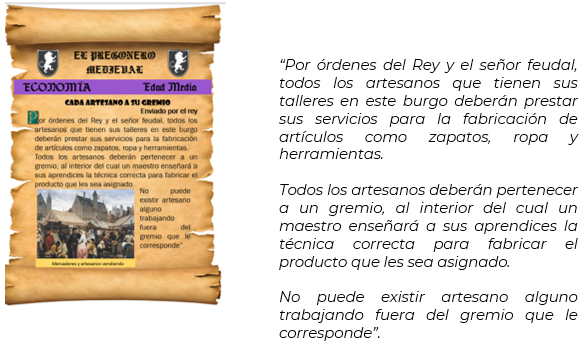 EL PREGONERO
MEDIEVAL
ECONOMÍA Edad Media
CADA ARTESANO A SU GREMIO
Enviado por el rey
Por órdenes del Rey y el señor feudal, todos los
artesanos que tienen sus talleres en este burgo
deberán prestar sus servicios para la fabricación
de artículos como zapatos, ropa y herramientas.
Todos los artesanos deberán pertenecer a un
gremio, al interior del cual un maestro enseñará a
sus aprendices la técnica correcta para fabricar el
producto que les sea asignado.
No puede
existir artesano
alguno
trabajando
fuera del
gremio que le
corresponde”.
Mercaderes y artesanos vendiendo
“Por órdenes del Rey y el señor feudal,
todos los artesanos que tienen sus
talleres en este burgo deberán prestar
sus servicios para la fabricación de
artículos como zapatos, ropa y
herramientas.
Todos los artesanos deberán pertenecer
a un gremio, al interior del cual un
maestro enseñará a sus aprendices la
técnica correcta para fabricar el
producto que les sea asignado.
No puede existir artesano alguno
trabajando fuera del gremio que le
corresponde”.